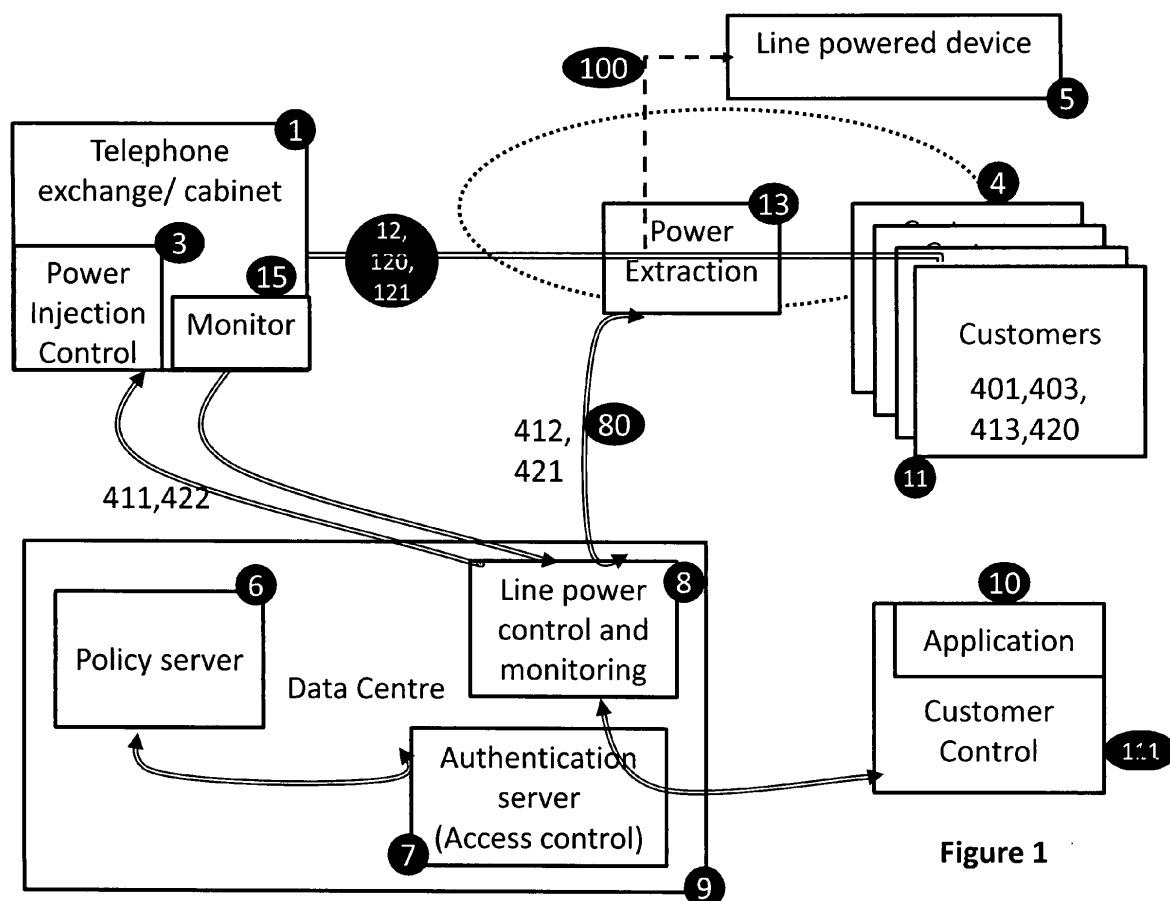 Line powered device
100
5
1
Telephone
exchange/ cabinet
4
13
3
12,
120,
121
Power
Extraction
15
Power
Injection
Control
Monitor
Customers
401,403,
413,420
412,
421
80
11
411,422
6
8
Line power
control and
monitoring
10
Policy server
Application
Data Centre
Customer
Control
111
Authentication
server
(Access control)
7
Figure 1
9